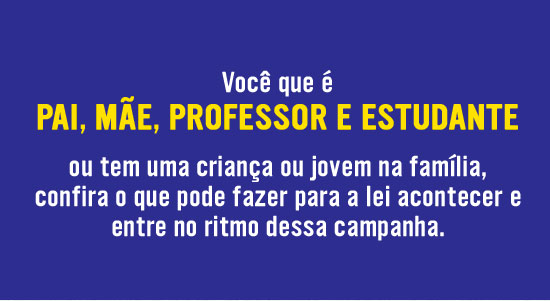 Você que é
PAI, MÃE, PROFESSOR E ESTUDANTE
ou tem uma criança ou jovem na família,
confira o que pode fazer para a lei acontecer e
entre no ritmo dessa campanha.